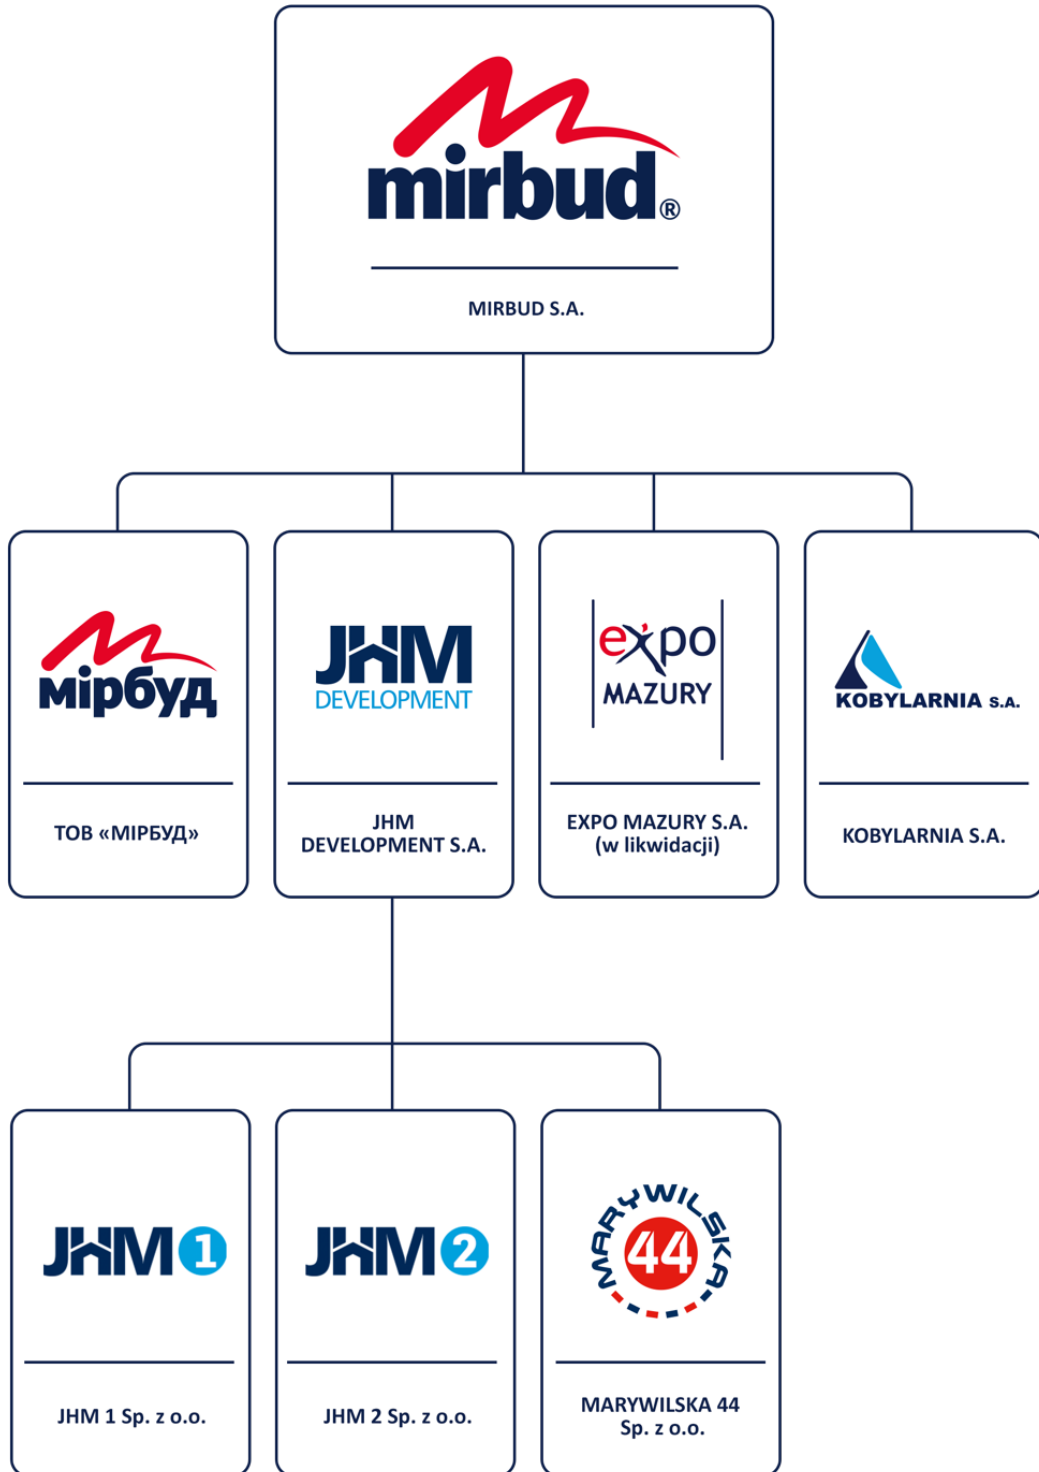 mirbud®
MIRBUD S.A.
мірбуд
ТОВ «МІРБУД»
JHM
DEVELOPMENT
JHM
DEVELOPMENT S.A.
expo
MAZURY
EXPO MAZURY S.A.
(w likwidacji)
KOBYLARNIA S.A.
KOBYLARNIA S.A.
JHM 1
JHM 1 Sp. z o.o.
JHM 2
JHM 2 Sp. z o.o.
MARYWILSKA
44
MARYWILSKA 44
Sp. z o.o.